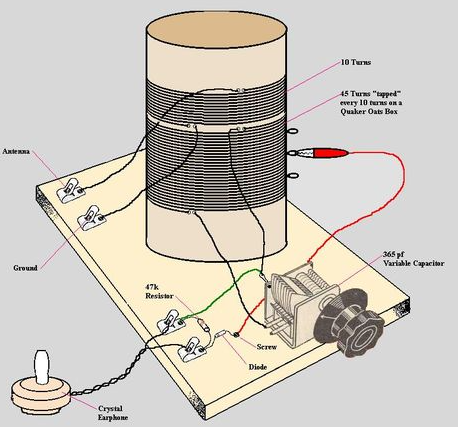 10 Turns
45 Turns "tapped"
every 10 turns on a
Quaker Oats Box
Antenna
Ground
365 pf
Variable Capacitor
47k
Resistor
Screw
Diode
Crystal
Earphone